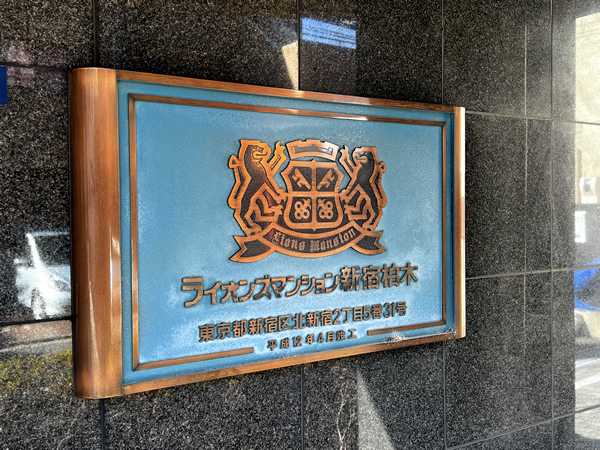 Lions Mansion
ライオンズマンション新宿柏木
東京都新宿区北新宿2丁目5番31号
平成12年4月竣工